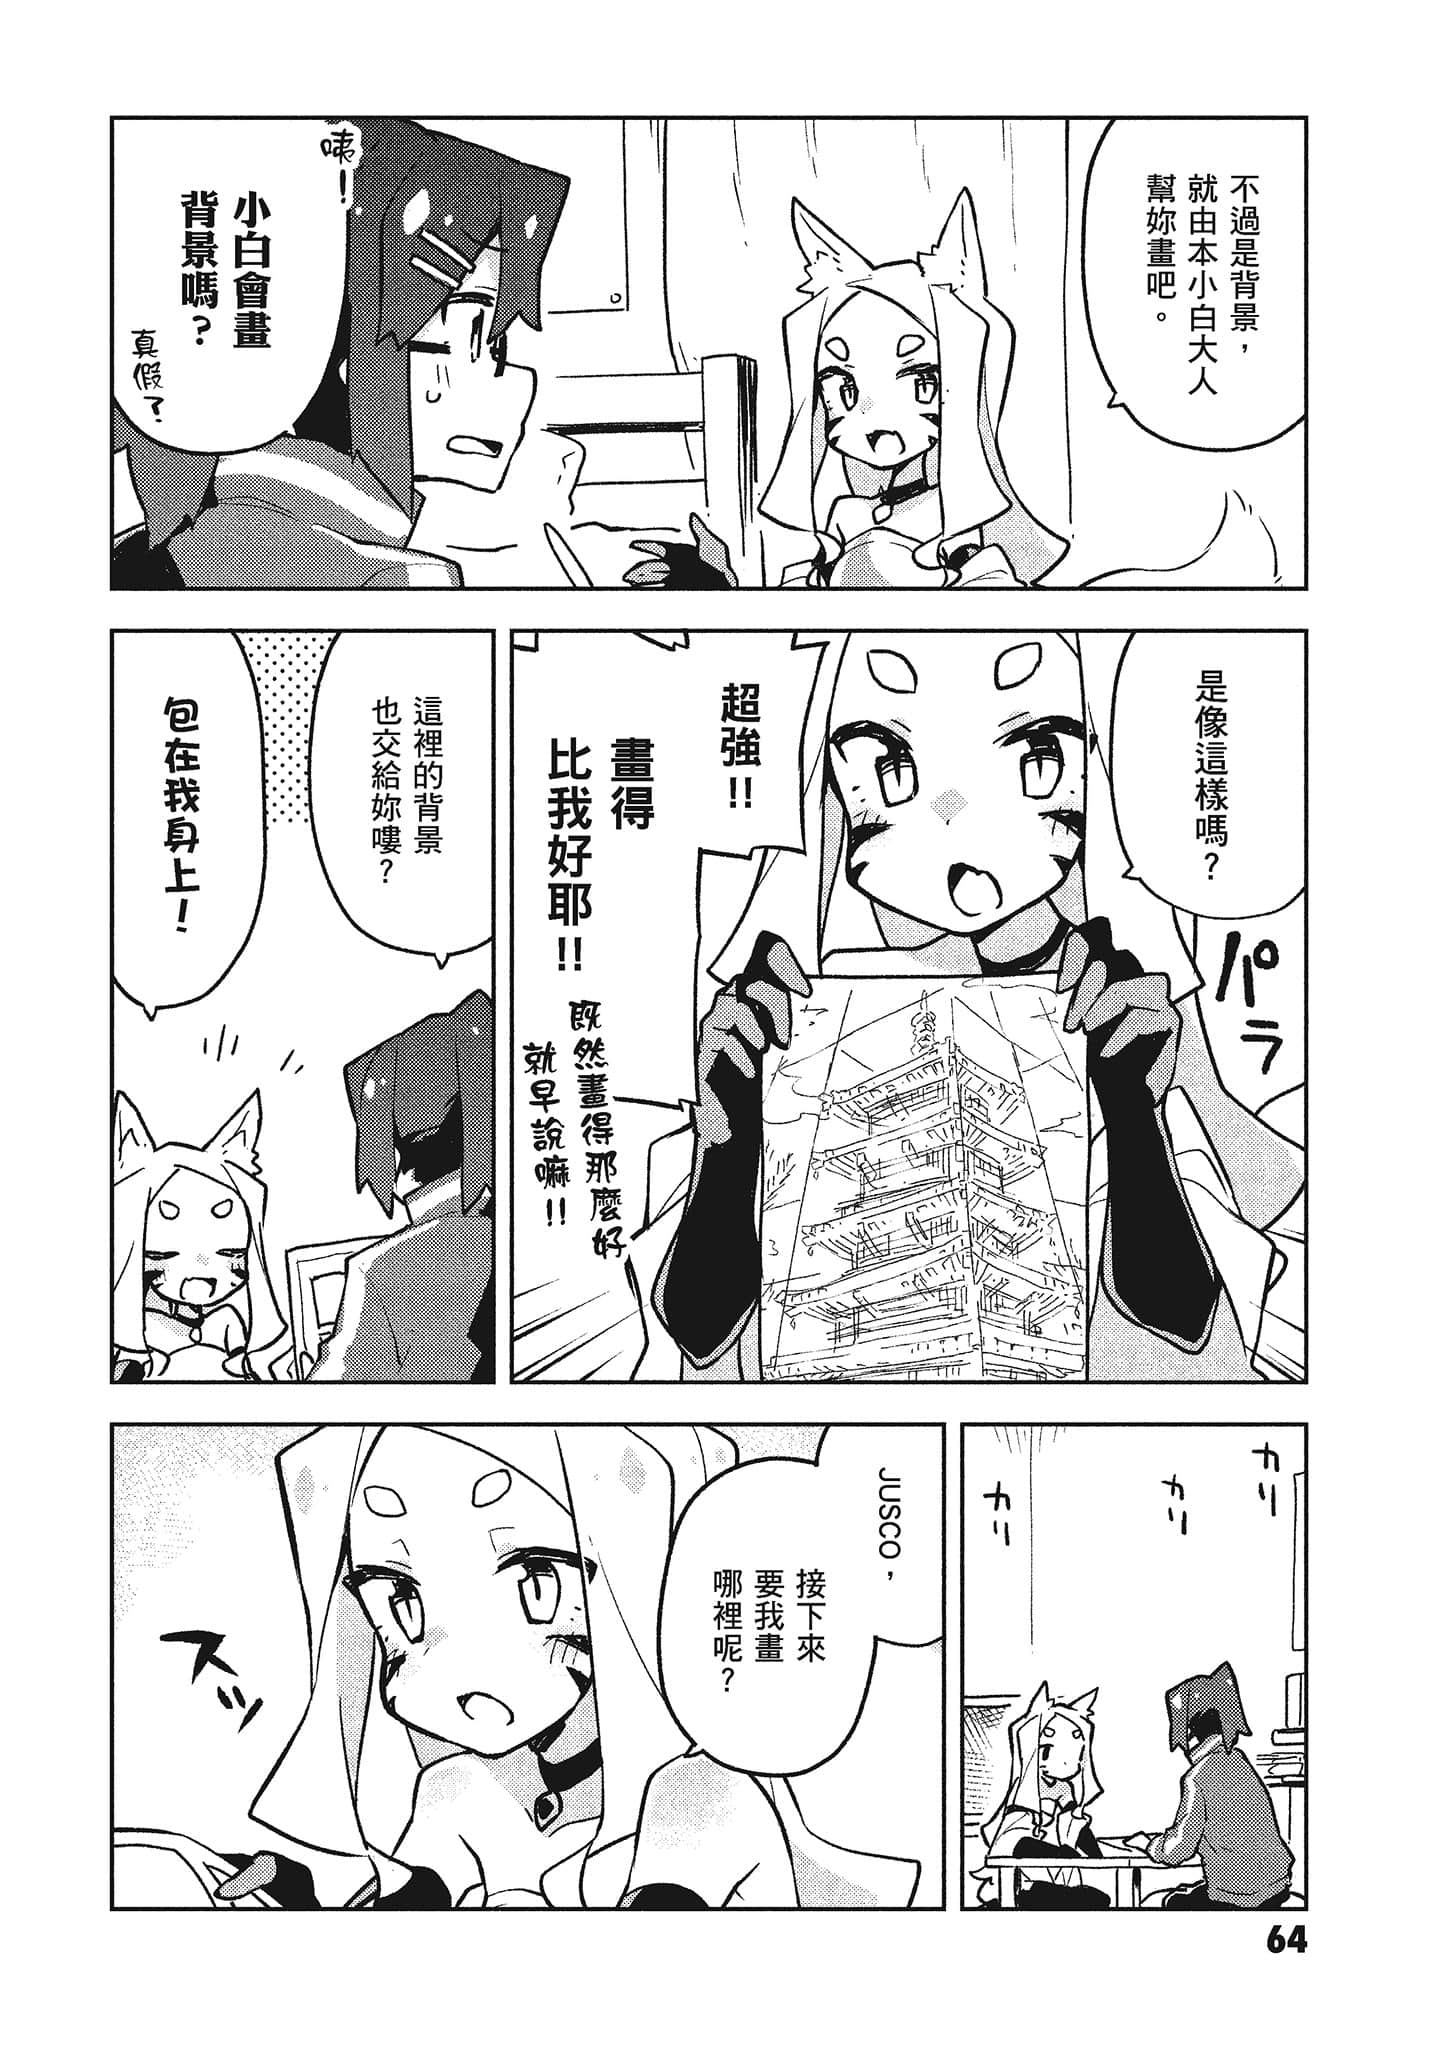 不過是背景，
就由本小白大人
幫妳畫吧。
咦！
小白會畫
背景嗎？
真假？
是像這樣嗎？
パラ
超強!!
畫得
比我好耶!!
既然畫得那麼好
就早說嘛!!
這裡的背景
也交給妳嘍？
包在我身上！
カリ
カリ
カリ
JUSCO，
接下來
要我畫
哪裡呢？
スッ
64